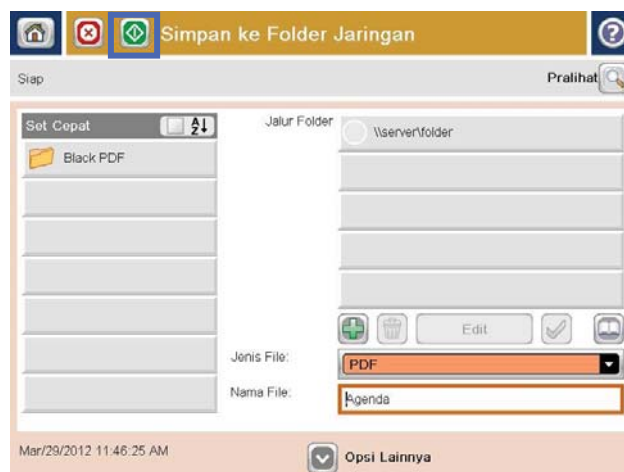 Simpan ke Folder Jaringan
Siap
Pralihat
Set Cepat
Jalur Folder
\\server\folder
Black PDF
Edit
Jenis File:
PDF
Nama File:
Agenda
Mar/29/2012 11:46:25 AM
Opsi Lainnya